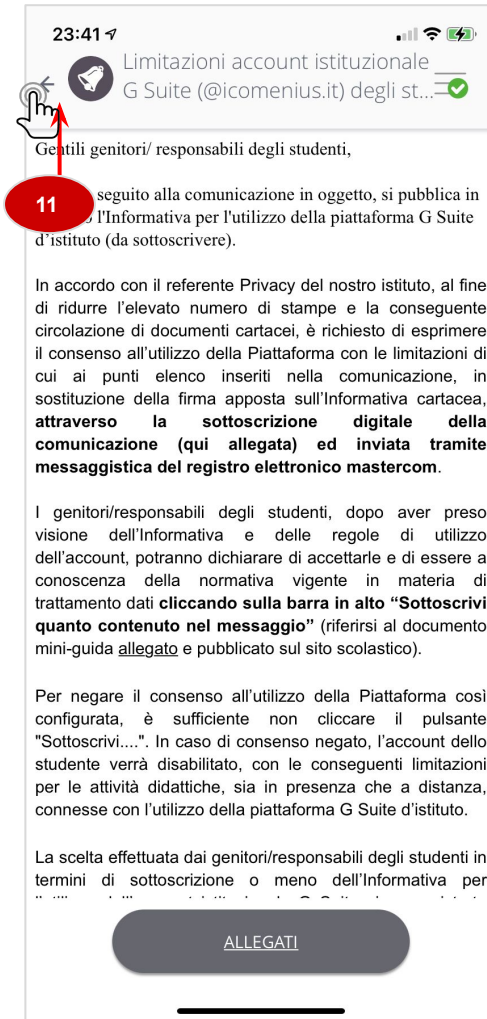 23:41
Limitazioni account istituzionale
G Suite (@icomenius.it) degli st...
Gentili genitori/ responsabili degli studenti,
11
seguito alla comunicazione in oggetto, si pubblica in
l'Informativa per l'utilizzo della piattaforma G Suite
d'istituto (da sottoscrivere).
In accordo con il referente Privacy del nostro istituto, al fine
di ridurre l'elevato numero di stampe e la conseguente
circolazione di documenti cartacei, è richiesto di esprimere
il consenso all'utilizzo della Piattaforma con le limitazioni di
cui ai punti elenco inseriti nella comunicazione, in
sostituzione della firma apposta sull'Informativa cartacea,
attraverso la sottoscrizione digitale della
comunicazione (qui allegata) ed inviata tramite
messaggistica del registro elettronico mastercom.
I genitori/responsabili degli studenti, dopo aver preso
visione dell'Informativa e delle regole di utilizzo
dell'account, potranno dichiarare di accettarle e di essere a
conoscenza della normativa vigente in materia di
trattamento dati cliccando sulla barra in alto "Sottoscrivi
quanto contenuto nel messaggio" (riferirsi al documento
mini-guida allegato e pubblicato sul sito scolastico).
Per negare il consenso all'utilizzo della Piattaforma così
configurata, è sufficiente non cliccare il pulsante
"Sottoscrivi....". In caso di consenso negato, l'account dello
studente verrà disabilitato, con le conseguenti limitazioni
per le attività didattiche, sia in presenza che a distanza,
connesse con l'utilizzo della piattaforma G Suite d'istituto.
La scelta effettuata dai genitori/responsabili degli studenti in
termini di sottoscrizione o meno dell'Informativa per
ALLEGATI